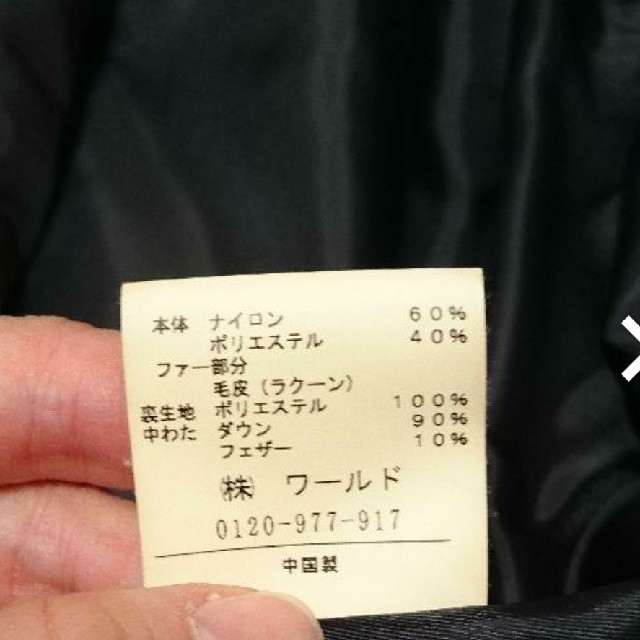 本体 ナイロン 60%
ポリエステル 40%
ファー部分
毛皮（ラクーン）
裏生地 ポリエステル 100%
中わた ダウン 90%
フェザー 10%
㈱ ワールド
0120-977-917
中国製